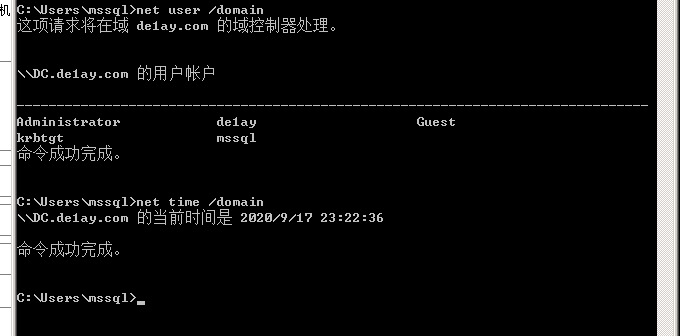 机
C:\Users\mssql>net user /domain
这项请求将在域 de1ay.com 的域控制器处理。
\\DC.de1ay.com 的用户帐户
-------------------------------------------------------------------------------
Administrator de1ay Guest
krbtgt mssql
命令成功完成。
C:\Users\mssql>net time /domain
\\DC.de1ay.com 的当前时间是 2020/9/17 23:22:36
命令成功完成。
C:\Users\mssql>_